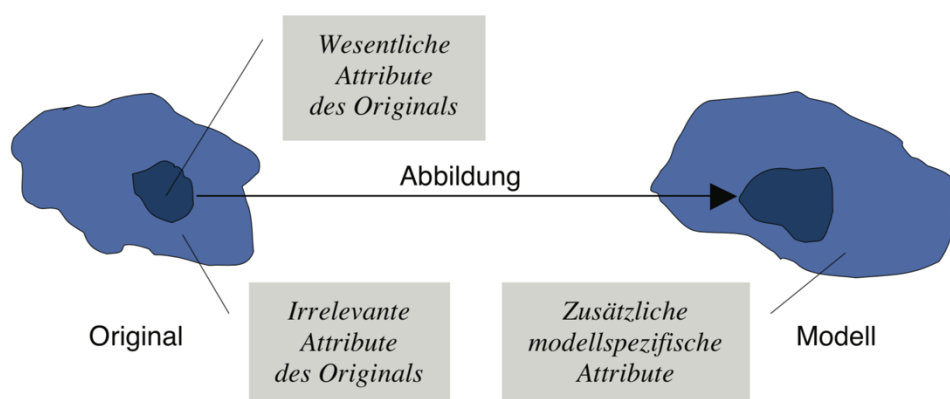 Wesentliche
Attribute
des Originals
Abbildung
Original
Irrelevante
Attribute
des Originals
Zusätzliche
modellspezifische
Attribute
Modell